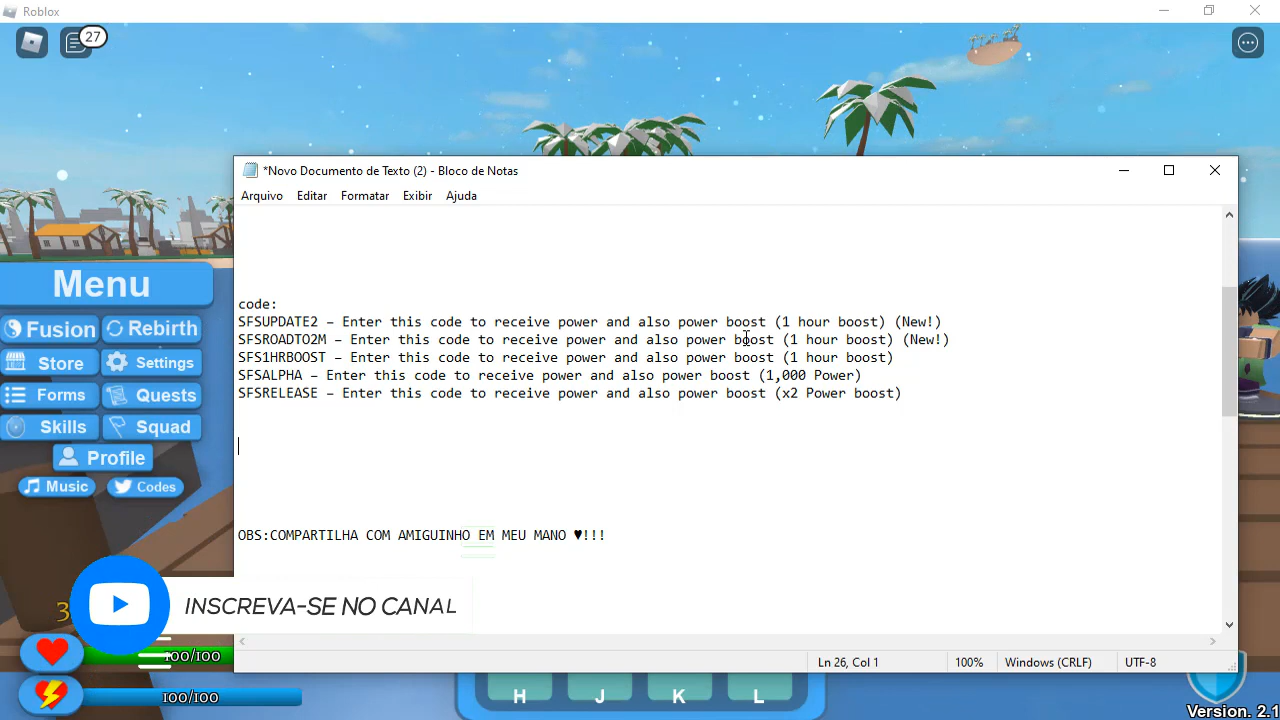 Roblox
27
*Novo Documento de Texto (2) - Bloco de Notas
Arquivo Editar Formatar Exibir Ajuda
code:
SFSUPDATE2 – Enter this code to receive power and also power boost (1 hour boost) (New!)
SFSROADTO2M – Enter this code to receive power and also power boost (1 hour boost) (New!)
SFS1HRBOOST – Enter this code to receive power and also power boost (1 hour boost)
SFSALPHA – Enter this code to receive power and also power boost (1,000 Power)
SFSRELEASE – Enter this code to receive power and also power boost (x2 Power boost)
OBS:COMPARTILHA COM AMIGUINHO EM MEU MANO ♥!!!
Ln 26, Col 1 100% Windows (CRLF) UTF-8
Menu
Fusion Rebirth
Store Settings
Forms Quests
Skills Squad
Profile
Music Codes
INSCREVA-SE NO CANAL
3
100/100
100/100
H J K L
Version. 2.1